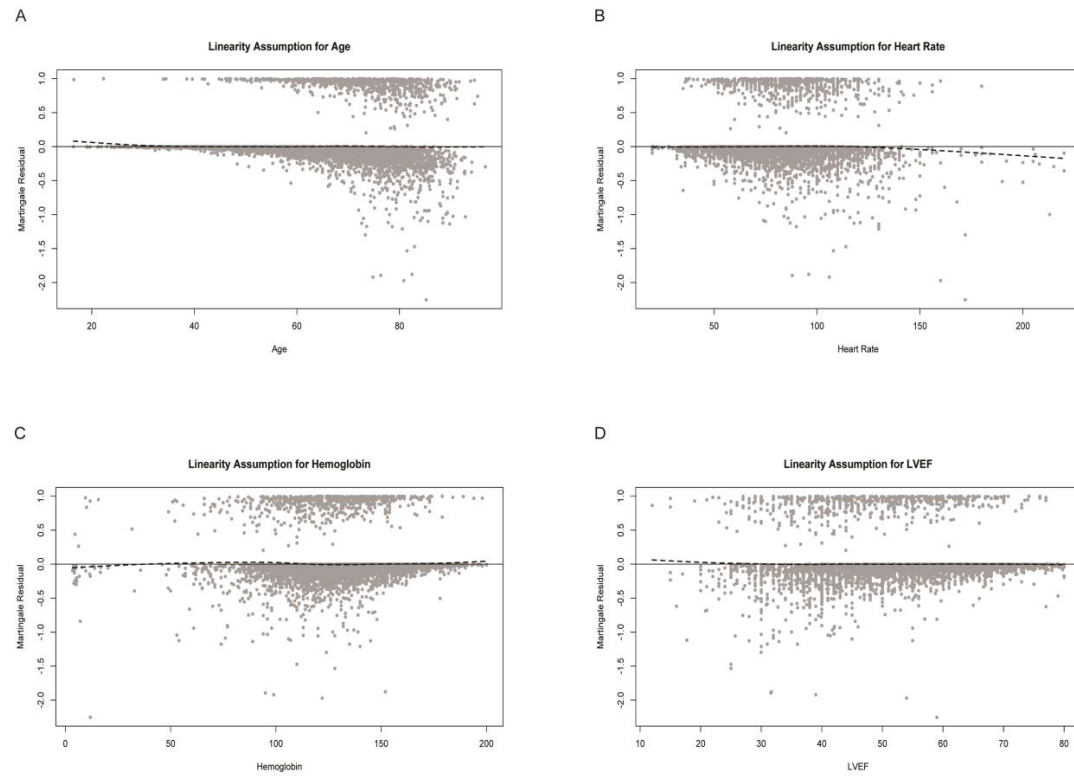 A
Linearity Assumption for Age
1.0
0.5
0.0
-0.5
-1.0
-1.5
-2.0
Martingale Residual
20 40 60 80
Age
B
Linearity Assumption for Heart Rate
1.0
0.5
0.0
-0.5
-1.0
-1.5
-2.0
Martingale Residual
50 100 150 200
Heart Rate
C
Linearity Assumption for Hemoglobin
1.0
0.5
0.0
-0.5
-1.0
-1.5
-2.0
Martingale Residual
0 50 100 150 200
Hemoglobin
D
Linearity Assumption for LVEF
1.0
0.5
0.0
-0.5
-1.0
-1.5
-2.0
Martingale Residual
10 20 30 40 50 60 70 80
LVEF